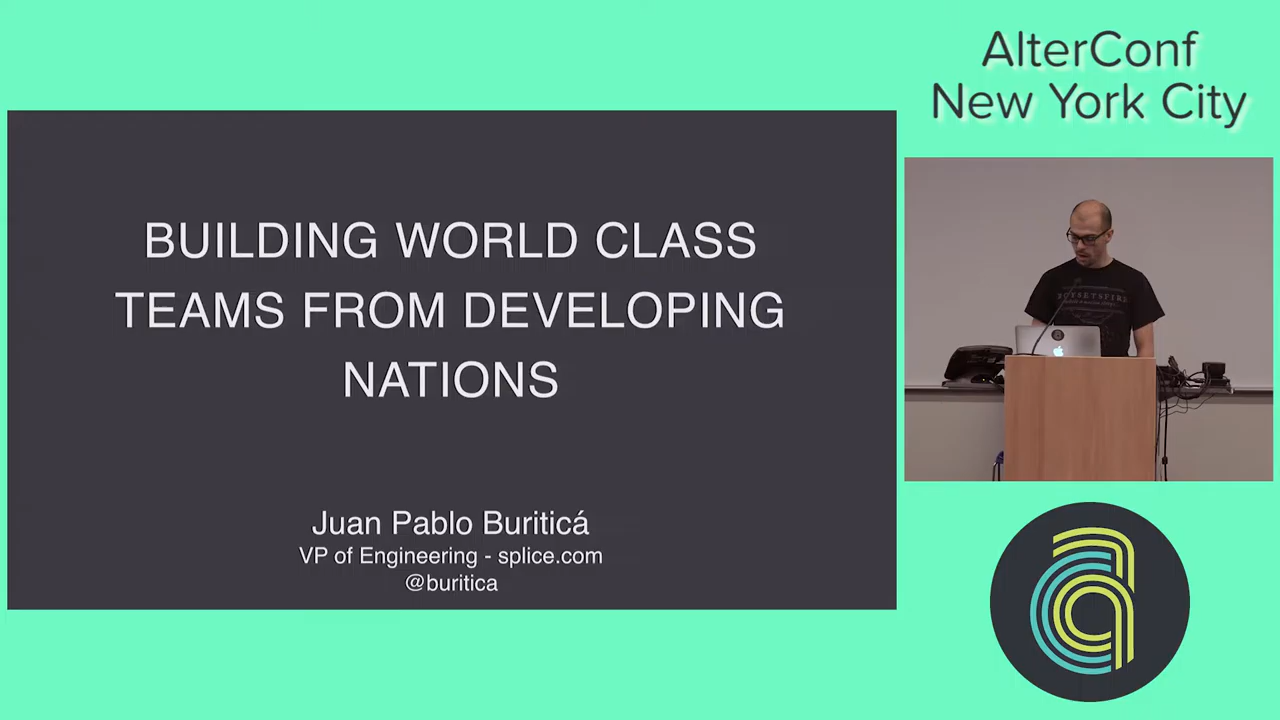 AlterConf
New York City
BUILDING WORLD CLASS
TEAMS FROM DEVELOPING
NATIONS
Juan Pablo Buriticá
VP of Engineering - splice.com
@buritica